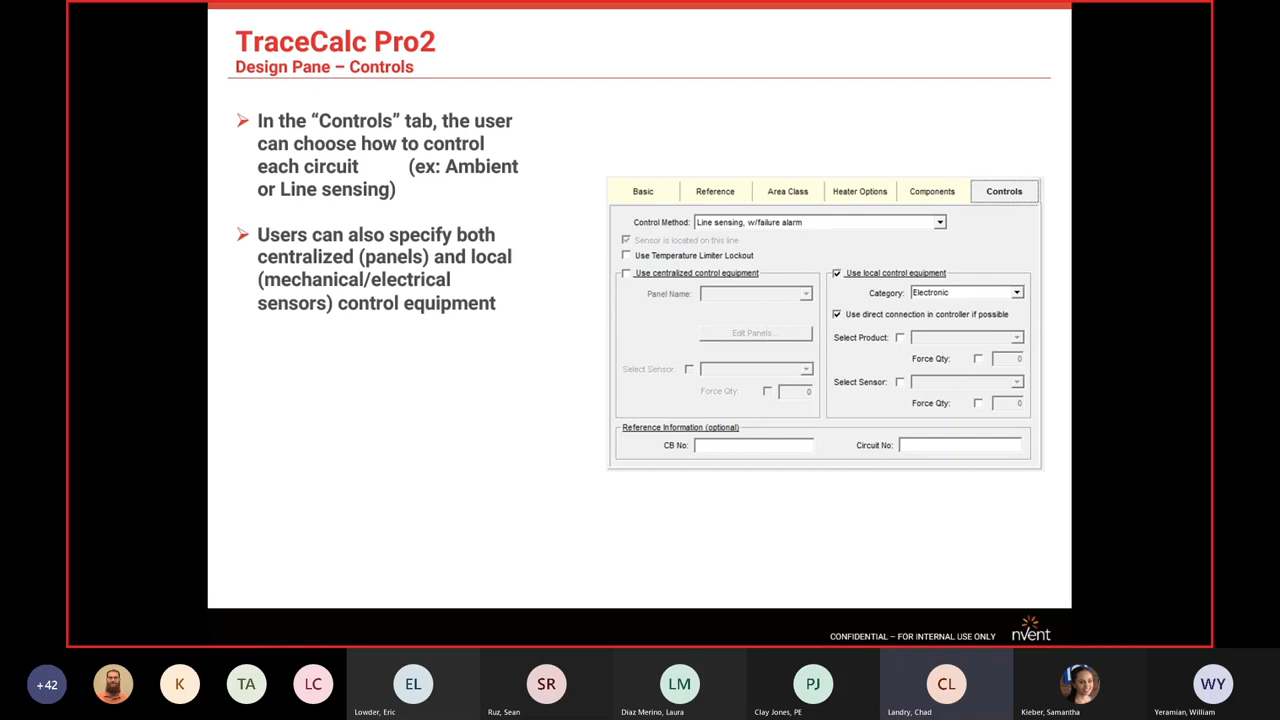 TraceCalc Pro2
Design Pane – Controls
In the “Controls” tab, the user
can choose how to control
each circuit (ex: Ambient
or Line sensing)
Users can also specify both
centralized (panels) and local
(mechanical/electrical
sensors) control equipment
Basic Reference Area Class Heater Options Components Controls
Control Method: Line sensing, w/failure alarm
Sensor is located on this line
Use Temperature Limiter Lockout
Use centralized control equipment
Panel Name:
Edit Panels...
Select Sensor:
Force Qty: 0
Use local control equipment
Category: Electronic
Use direct connection in controller if possible
Select Product:
Force Qty: 0
Select Sensor:
Force Qty: 0
Reference Information (optional)
CB No: Circuit No:
CONFIDENTIAL – FOR INTERNAL USE ONLY nvent
+42 K TA LC EL SR LM PJ CL WY
Lowder, Eric Ruz, Sean Diaz Merino, Laura Clay Jones, PE Landry, Chad Kieber, Samantha Yeramian, William